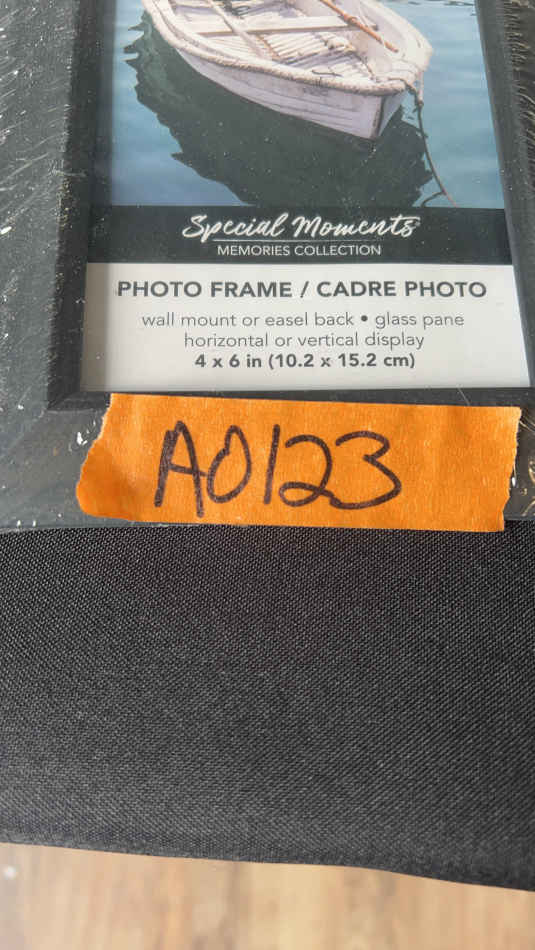 Special Moments
MEMORIES COLLECTION
PHOTO FRAME / CADRE PHOTO
wall mount or easel back • glass pane
horizontal or vertical display
4 x 6 in (10.2 x 15.2 cm)
A0123